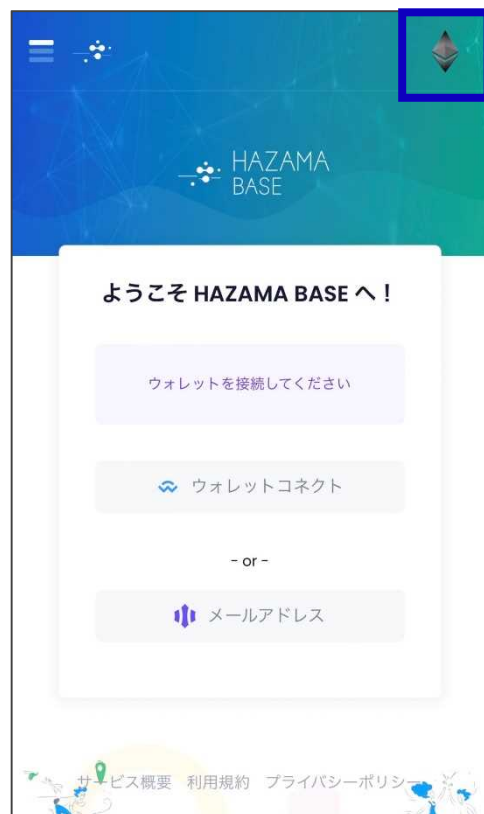 HAZAMA
BASE
ようこそ HAZAMA BASE へ！
ウォレットを接続してください
ウォレットコネクト
- or -
メールアドレス
サービス概要 利用規約 プライバシーポリシー